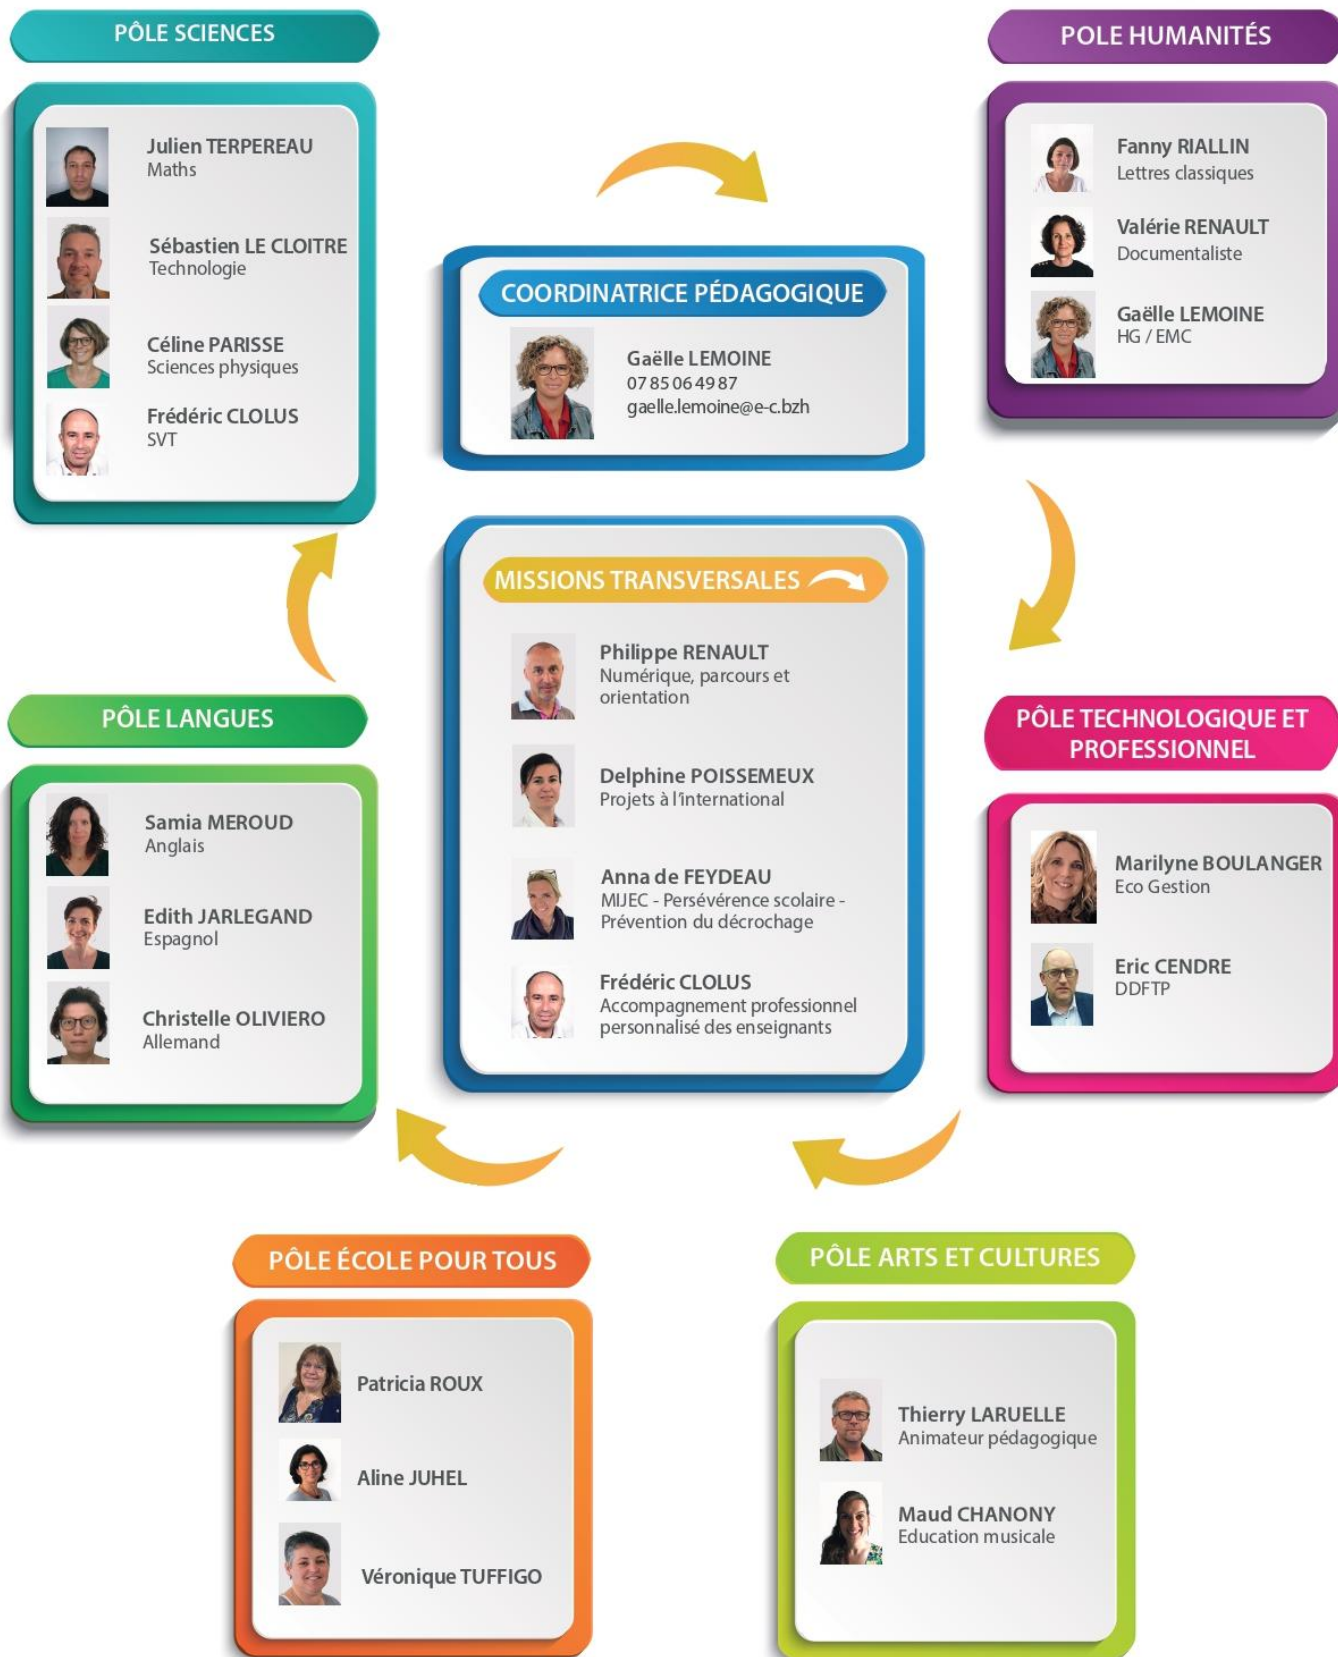 PÔLE SCIENCES
Julien TERPEREAU
Maths
Sébastien LE CLOITRE
Technologie
Céline PARISSE
Sciences physiques
Frédéric CLOLUS
SVT
POLE HUMANITÉS
Fanny RIALLIN
Lettres classiques
Valérie RENAULT
Documentaliste
Gaëlle LEMOINE
HG / EMC
COORDINATRICE PÉDAGOGIQUE
Gaëlle LEMOINE
07 85 06 49 87
gaelle.lemoine@e-c.bzh
MISSIONS TRANSVERSALES
Philippe RENAULT
Numérique, parcours et
orientation
Delphine POISSEMEUX
Projets à l'international
Anna de FEYDEAU
MIJEC - Persévérence scolaire -
Prévention du décrochage
Frédéric CLOLUS
Accompagnement professionnel
personnalisé des enseignants
PÔLE LANGUES
Samia MEROUD
Anglais
Edith JARLEGAND
Espagnol
Christelle OLIVIERO
Allemand
PÔLE TECHNOLOGIQUE ET
PROFESSIONNEL
Marilyne BOULANGER
Eco Gestion
Eric CENDRE
DDFTP
PÔLE ÉCOLE POUR TOUS
Patricia ROUX
Aline JUHEL
Véronique TUFFIGO
PÔLE ARTS ET CULTURES
Thierry LARUELLE
Animateur pédagogique
Maud CHANONY
Education musicale